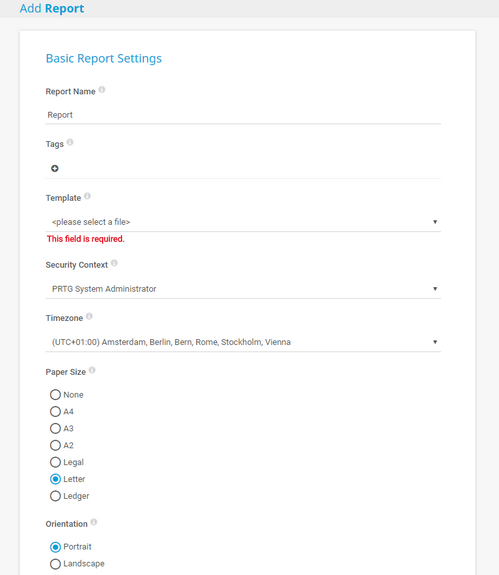 Add Report
Basic Report Settings
Report Name
Report
Tags
Template
<please select a file>
This field is required.
Security Context
PRTG System Administrator
Timezone
(UTC+01:00) Amsterdam, Berlin, Bern, Rome, Stockholm, Vienna
Paper Size
None
A4
A3
A2
Legal
Letter
Ledger
Orientation
Portrait
Landscape